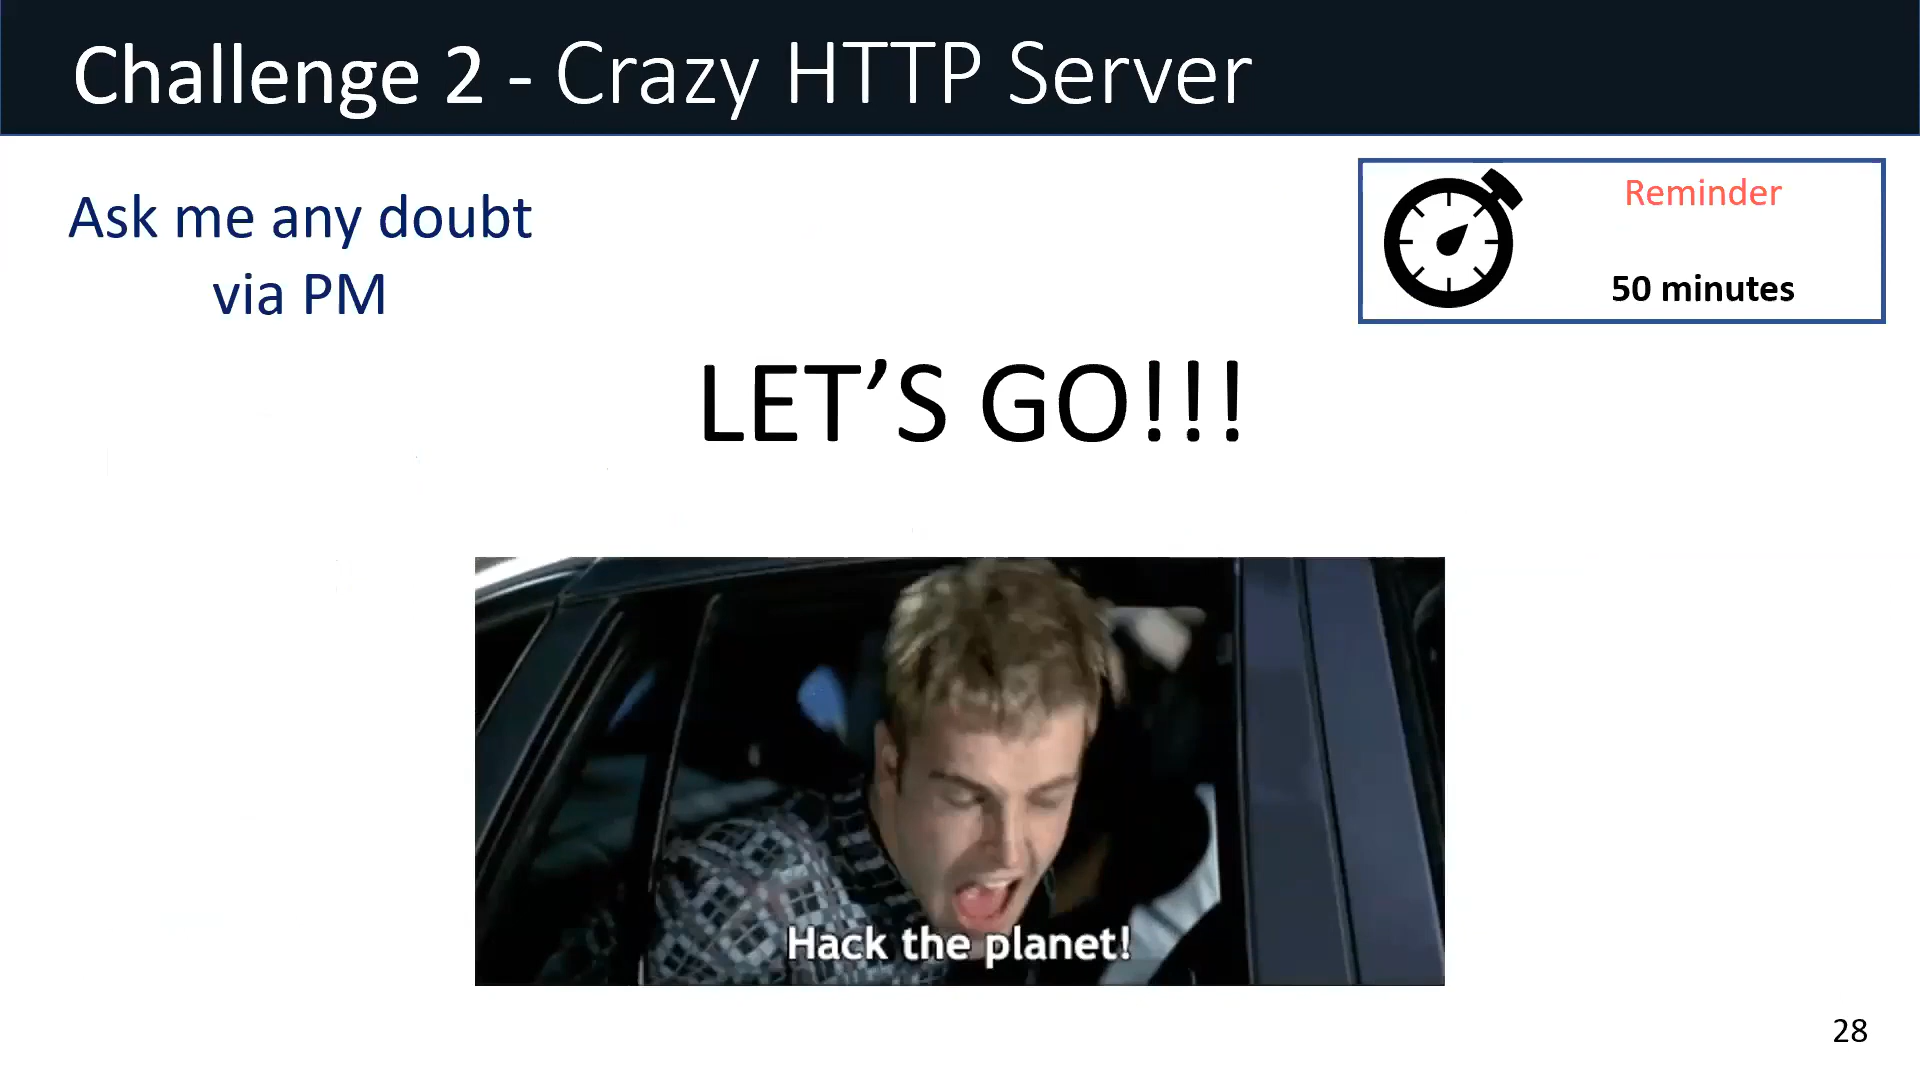 Challenge 2 - Crazy HTTP Server
Ask me any doubt
via PM
Reminder
50 minutes
LET’S GO!!!
Hack the planet!
28